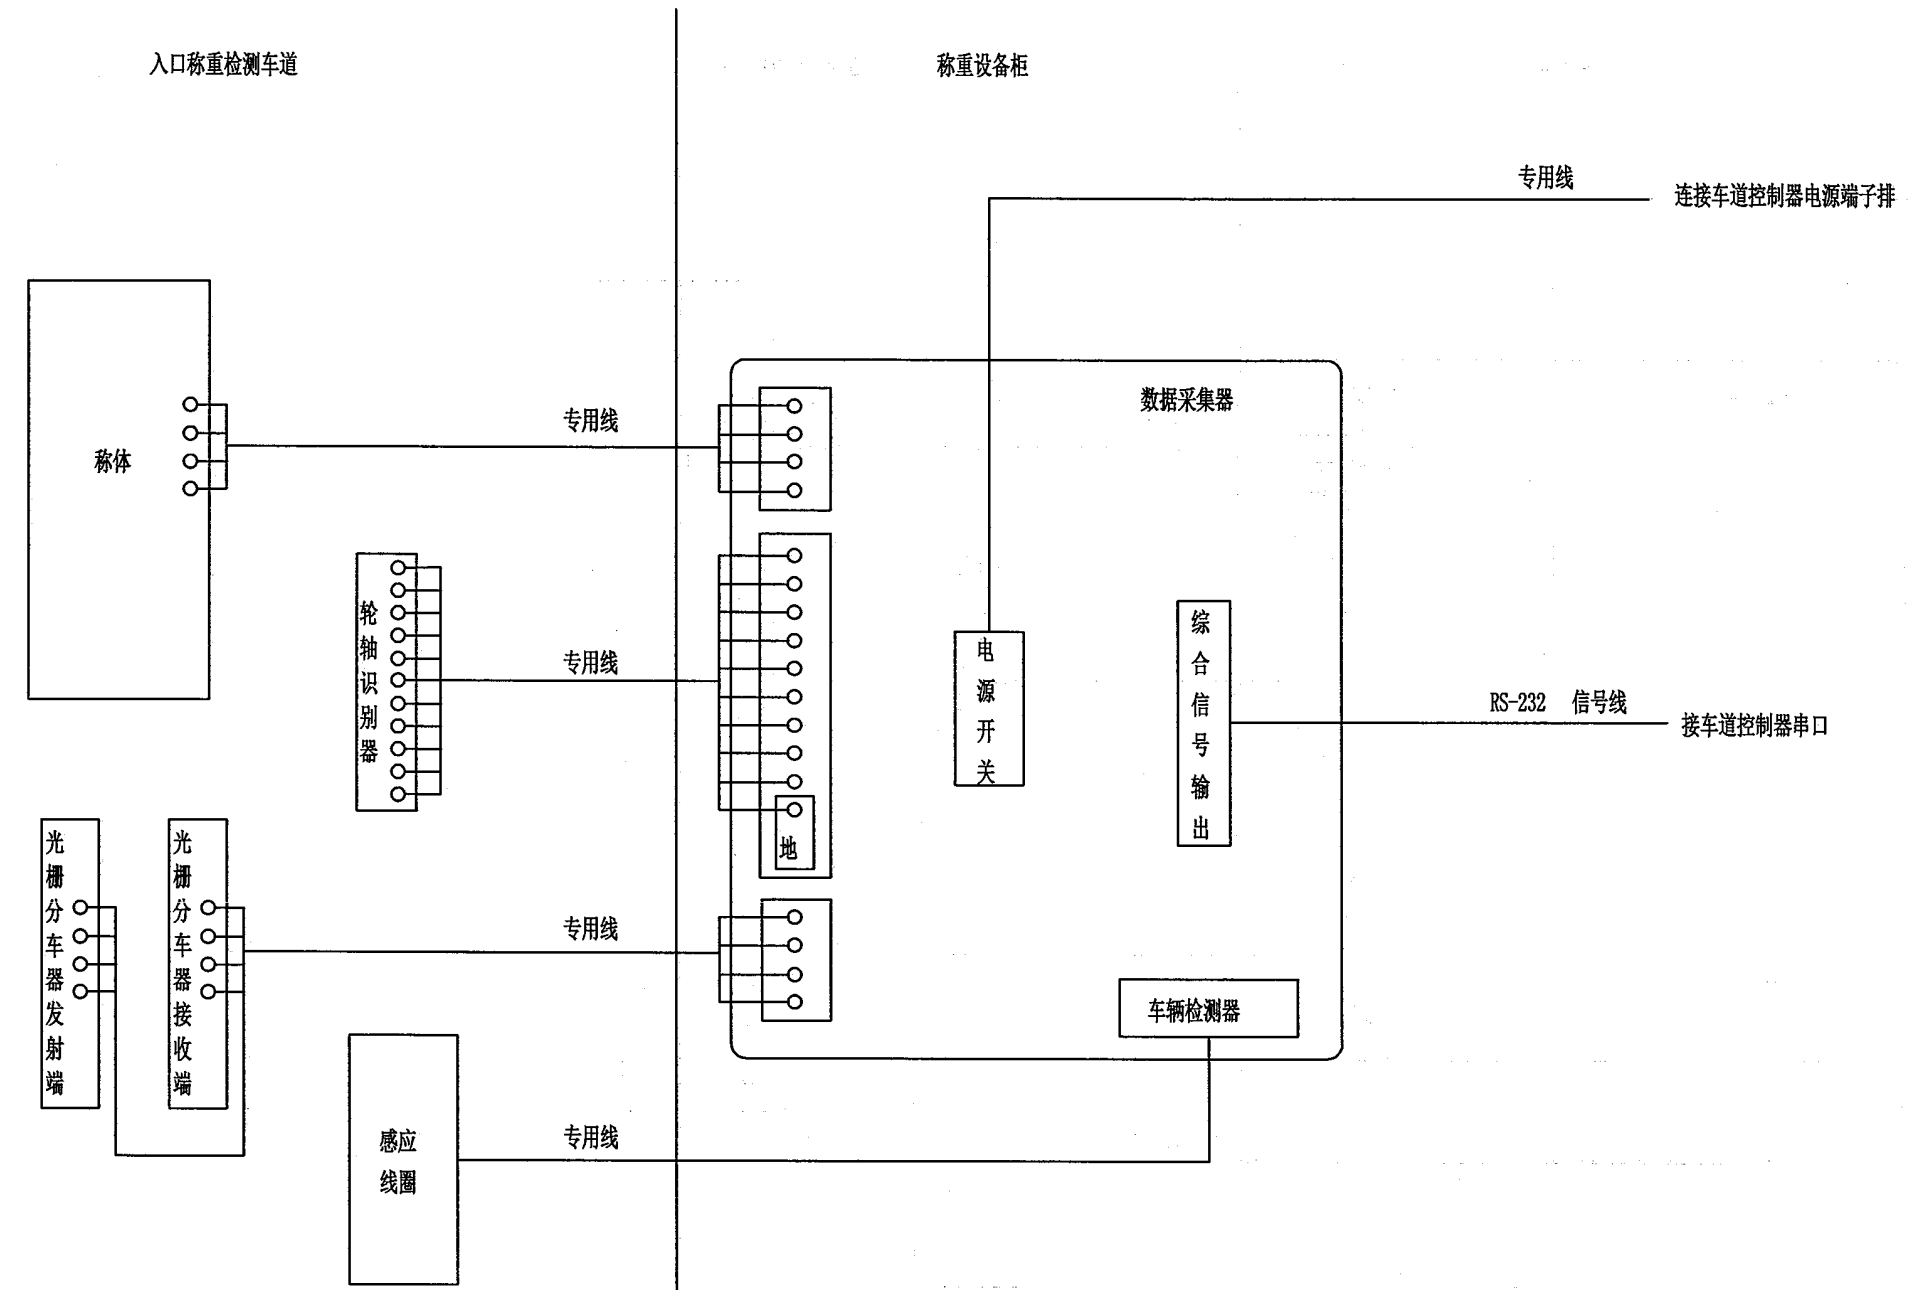 入口称重检测车道
称重设备柜
专用线
连接车道控制器电源端子排
数据采集器
称体
专用线
轮轴识别器
专用线
地
电源开关
综合信号输出
RS-232 信号线
接车道控制器串口
光栅分车器发射端
光栅分车器接收端
专用线
车辆检测器
感应
线圈
专用线